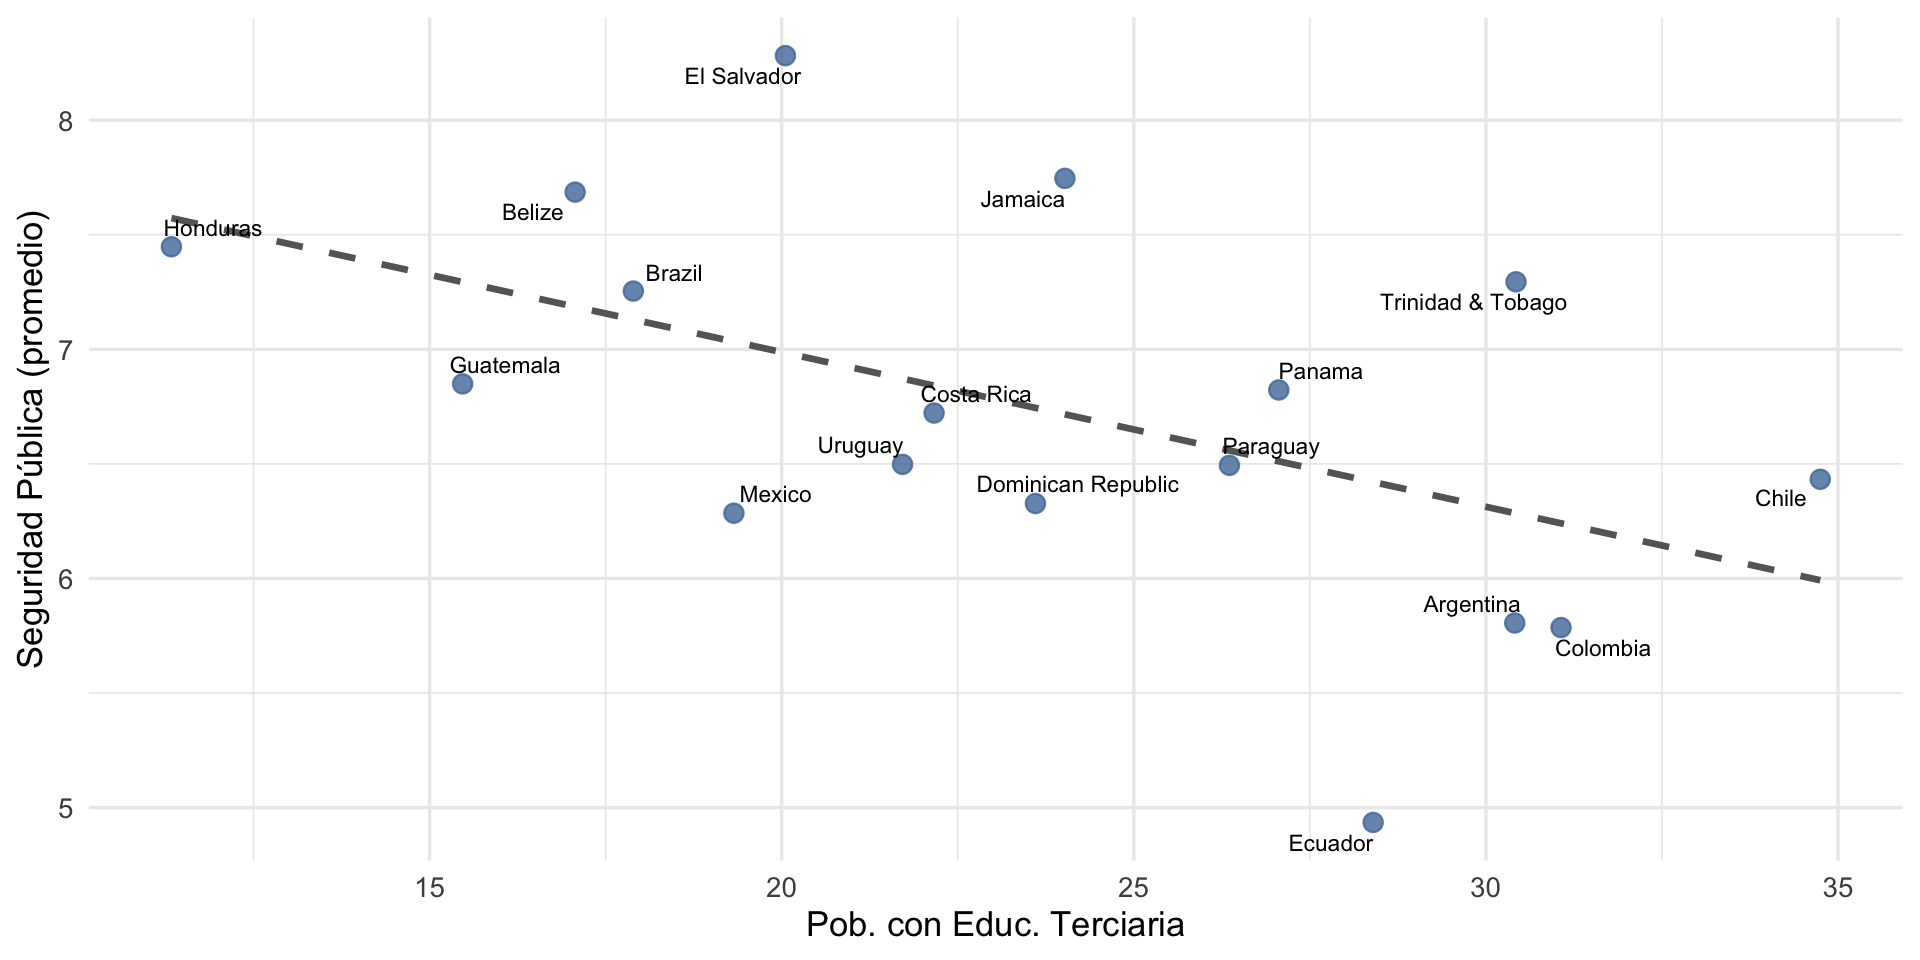 El Salvador
8
Jamaica
Belize
Honduras
Brazil
Trinidad & Tobago
7
Guatemala
Panama
Costa Rica
Uruguay
Paraguay
Dominican Republic
Mexico
Chile
6
Argentina
Colombia
5
Ecuador
Seguridad Pública (promedio)
15 20 25 30 35
Pob. con Educ. Terciaria